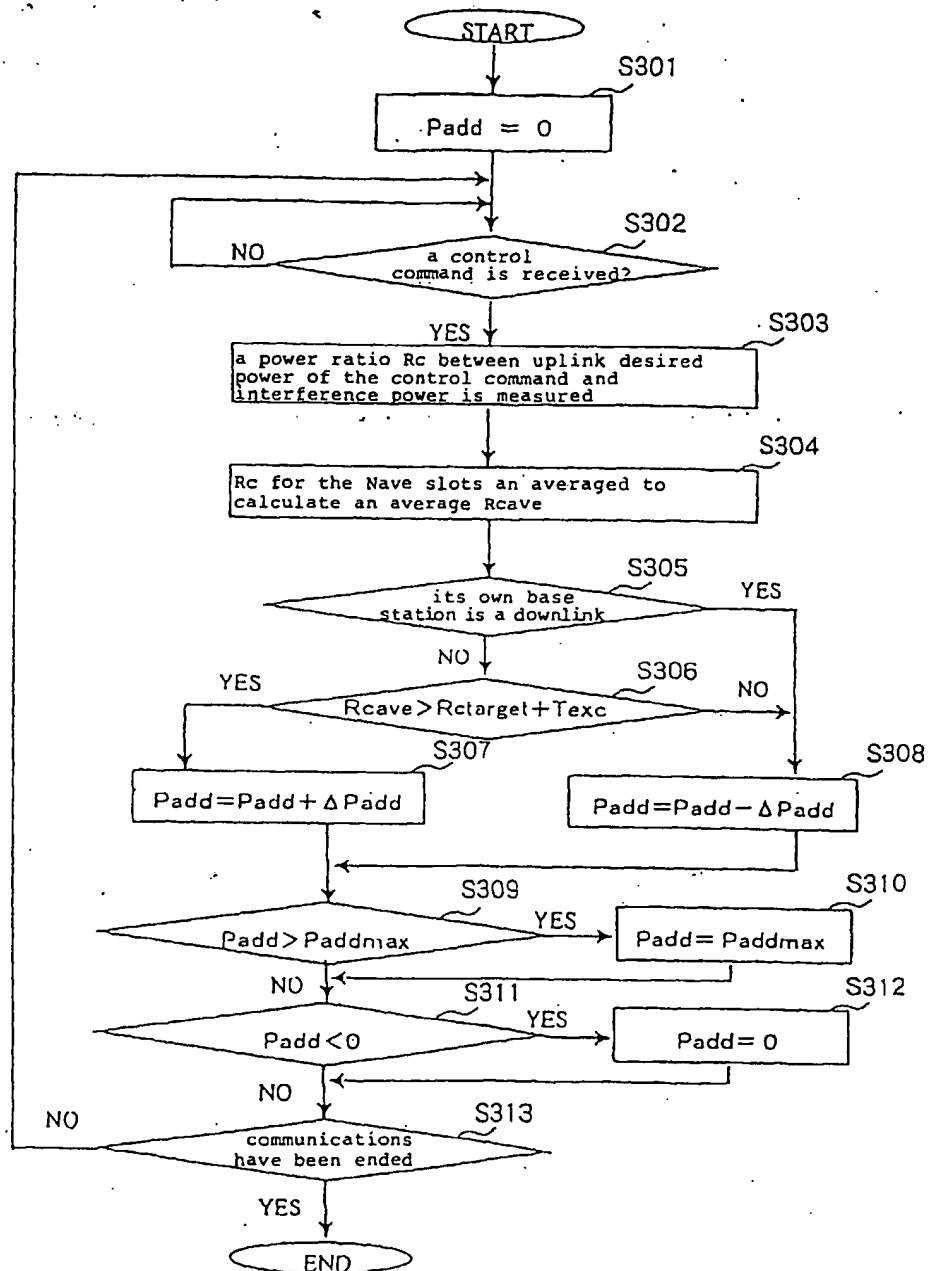 START
S301
Padd = 0
S302
NO
a control
command is received?
YES
S303
a power ratio Rc between uplink desired
power of the control command and
interference power is measured
S304
Rc for the Nave slots an averaged to
calculate an average Rcave
S305
its own base
station is a downlink
YES
NO
S306
YES
Rcave>Rctarget+Texc
NO
S307
Padd=Padd+ΔPadd
S308
Padd=Padd−ΔPadd
S309
Padd>Paddmax
YES
S310
Padd=Paddmax
NO
S311
Padd<0
YES
S312
Padd=0
NO
S313
NO
communications
have been ended
YES
END